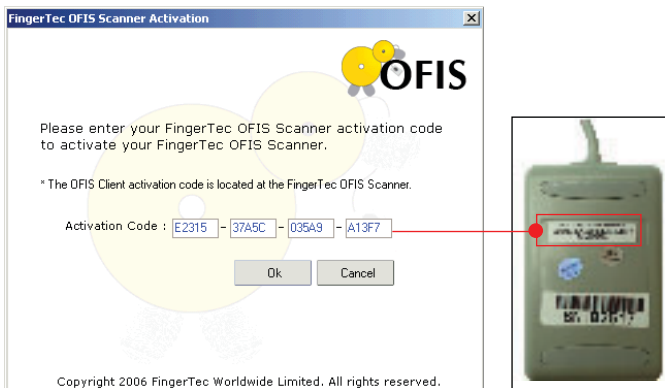 FingerTec OFIS Scanner Activation
OFIS
Please enter your FingerTec OFIS Scanner activation code
to activate your FingerTec OFIS Scanner.
* The OFIS Client activation code is located at the FingerTec OFIS Scanner.
Activation Code : E2315 - 37A5C - 035A9 - A13F7
Ok Cancel
Copyright 2006 FingerTec Worldwide Limited. All rights reserved.